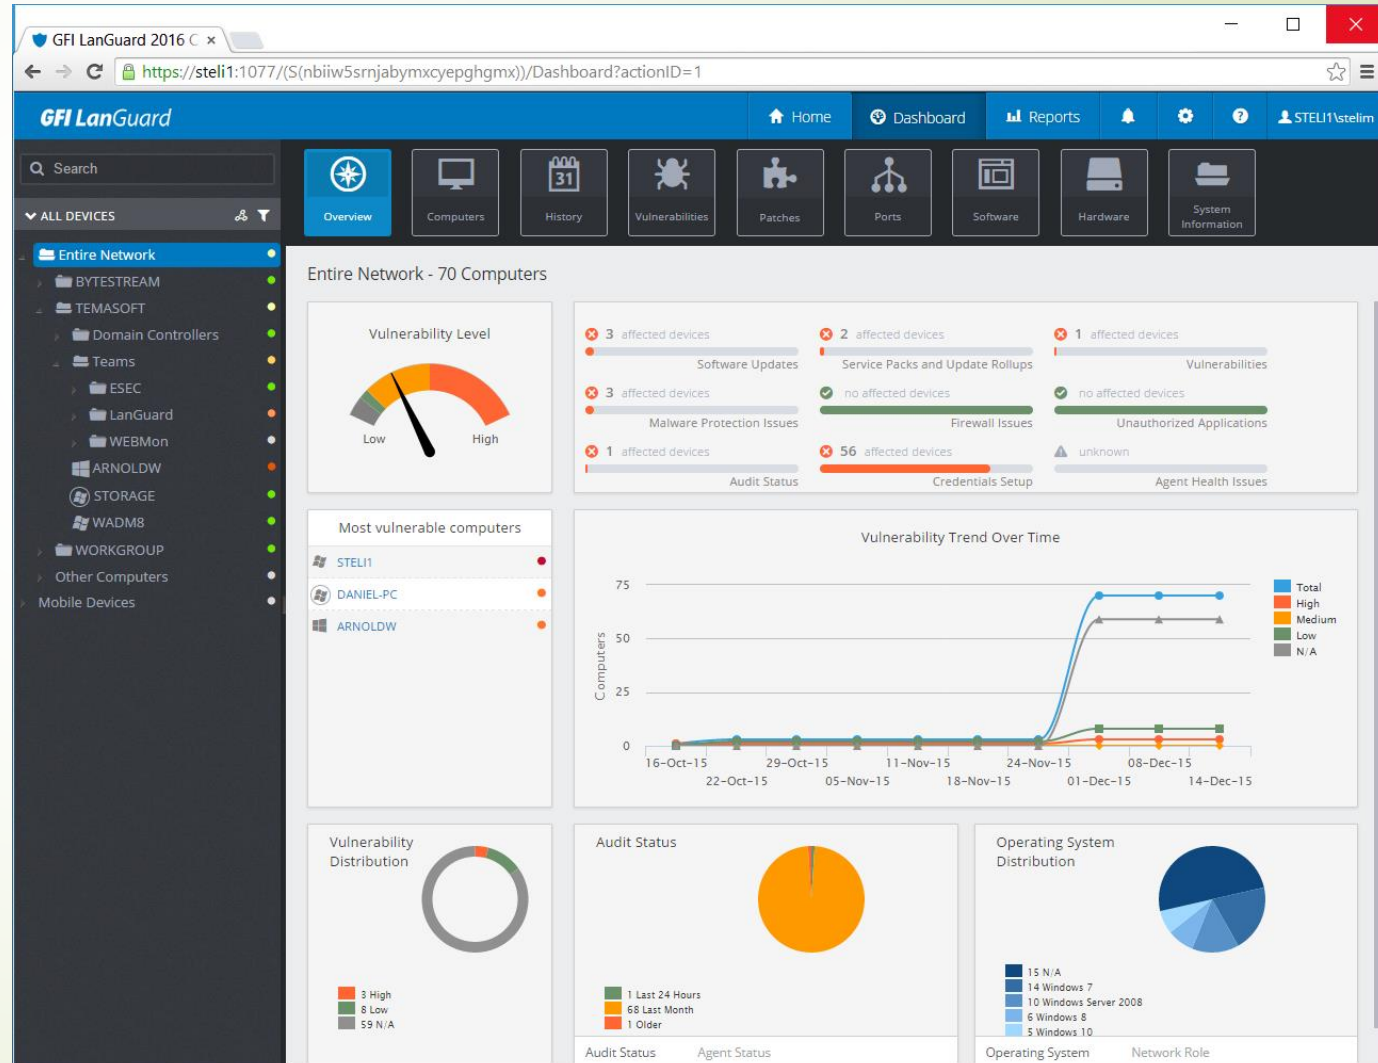 GFI LanGuard 2016 C ×
https://steli1:1077/(S(nbiiw5srnjabymxcyepghgmx))/Dashboard?actionID=1
GFI LanGuard
Home Dashboard Reports STELI1\stelim
Search
Overview Computers History Vulnerabilities Patches Ports Software Hardware System Information
31
ALL DEVICES
Entire Network
BYTESTREAM
TEMASOFT
Domain Controllers
Teams
ESEC
LanGuard
WEBMon
ARNOLDW
STORAGE
WADM8
WORKGROUP
Other Computers
Mobile Devices
Entire Network - 70 Computers
Vulnerability Level
Low High
3 affected devices
Software Updates
2 affected devices
Service Packs and Update Rollups
1 affected devices
Vulnerabilities
3 affected devices
Malware Protection Issues
no affected devices
Firewall Issues
no affected devices
Unauthorized Applications
1 affected devices
Audit Status
56 affected devices
Credentials Setup
unknown
Agent Health Issues
Most vulnerable computers
STELI1
DANIEL-PC
ARNOLDW
Vulnerability Trend Over Time
Computers
75
50
25
0
16-Oct-15 29-Oct-15 11-Nov-15 24-Nov-15 08-Dec-15
22-Oct-15 05-Nov-15 18-Nov-15 01-Dec-15 14-Dec-15
Total
High
Medium
Low
N/A
Vulnerability
Distribution
3 High
8 Low
59 N/A
Audit Status
1 Last 24 Hours
68 Last Month
1 Older
Audit Status Agent Status
Operating System
Distribution
15 N/A
14 Windows 7
10 Windows Server 2008
6 Windows 8
5 Windows 10
Operating System Network Role